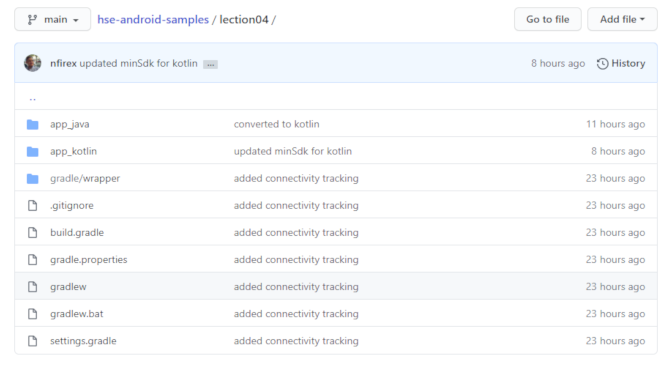 main hse-android-samples / lection04 / Go to file Add file
nfirex updated minSdk for kotlin ... 8 hours ago History
..
app_java converted to kotlin 11 hours ago
app_kotlin updated minSdk for kotlin 8 hours ago
gradle/wrapper added connectivity tracking 23 hours ago
.gitignore added connectivity tracking 23 hours ago
build.gradle added connectivity tracking 23 hours ago
gradle.properties added connectivity tracking 23 hours ago
gradlew added connectivity tracking 23 hours ago
gradlew.bat added connectivity tracking 23 hours ago
settings.gradle added connectivity tracking 23 hours ago